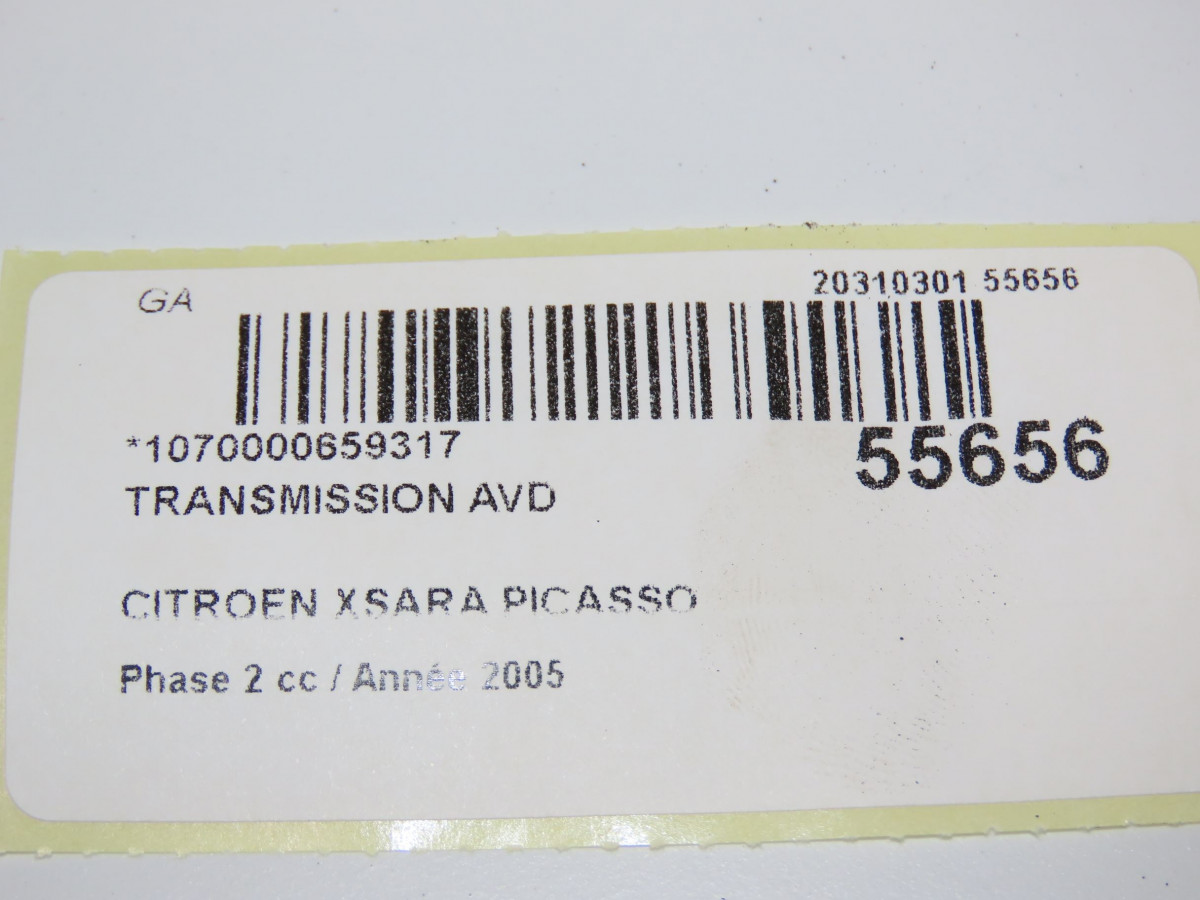 GA
20310301 55656
*1070000659317
55656
TRANSMISSION AVD
CITROEN XSARA PICASSO
Phase 2 cc / Année 2005